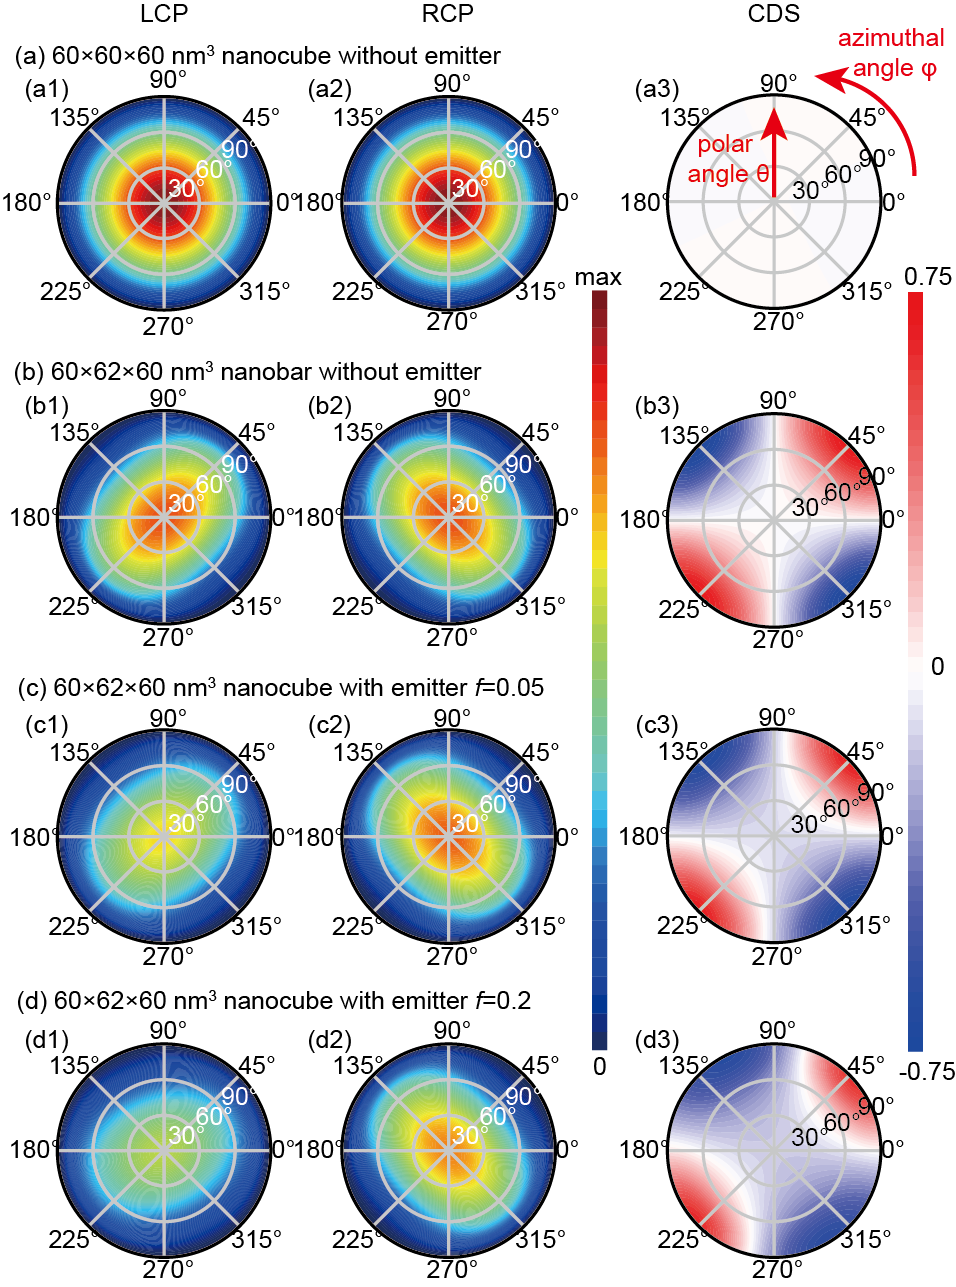 LCP RCP CDS
(a) 60×60×60 nm³ nanocube without emitter
azimuthal
angle φ
(a1) 90° (a2) 90° (a3) 90°
135° 45° 135° 45° 135° 45°
polar
angle θ
90° 60° 30° 90° 60° 30° 90° 60° 30°
180° 0° 180° 0° 180° 0°
225° 315° 225° 315° 225° 315°
270° 270° 270°
max 0.75
(b) 60×62×60 nm³ nanobar without emitter
(b1) 90° (b2) 90° (b3) 90°
135° 45° 135° 45° 135° 45°
90° 60° 30° 90° 60° 30° 90° 60° 30°
180° 0° 180° 0° 180° 0°
225° 315° 225° 315° 225° 315°
270° 270° 270°
0
(c) 60×62×60 nm³ nanocube with emitter f=0.05
(c1) 90° (c2) 90° (c3) 90°
135° 45° 135° 45° 135° 45°
90° 60° 30° 90° 60° 30° 90° 60° 30°
180° 0° 180° 0° 180° 0°
225° 315° 225° 315° 225° 315°
270° 270° 270°
(d) 60×62×60 nm³ nanocube with emitter f=0.2
(d1) 90° (d2) 90° (d3) 90°
135° 45° 135° 45° 135° 45°
0 -0.75
90° 60° 30° 90° 60° 30° 90° 60° 30°
180° 0° 180° 0° 180° 0°
225° 315° 225° 315° 225° 315°
270° 270° 270°